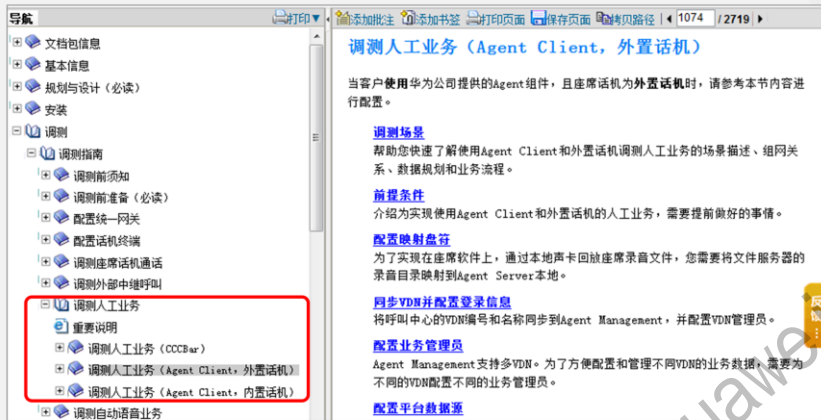 导航
打印
添加批注 添加书签 打印页面 保存页面 拷贝路径 1074 / 2719
文档包信息
基本信息
规划与设计（必读）
安装
调测
调测指南
调测前须知
调测前准备（必读）
配置统一网关
配置话机终端
调测座席话机通话
调测外部中继呼叫
调测人工业务
重要说明
调测人工业务（CCCBar）
调测人工业务（Agent Client，外置话机）
调测人工业务（Agent Client，内置话机）
调测自动语音业务
调测人工业务（Agent Client，外置话机）
当客户使用华为公司提供的Agent组件，且座席话机为外置话机时，请参考本节内容进
行配置。
调测场景
帮助您快速了解使用Agent Client和外置话机调测人工业务的场景描述、组网关
系、数据规划和业务流程。
前提条件
介绍为实现使用Agent Client和外置话机的人工业务，需要提前做好的事情。
配置映射盘符
为了实现在座席软件上，通过本地声卡回放座席录音文件，您需要将文件服务器的
录音目录映射到Agent Server本地。
同步VDN并配置登录信息
将呼叫中心的VDN编号和名称同步到Agent Management，并配置VDN管理员。
配置业务管理员
Agent Management支持多VDN。为了方便配置和管理不同VDN的业务数据，需要为
不同的VDN配置不同的业务管理员。
配置平台数据源
反
馈
huawei